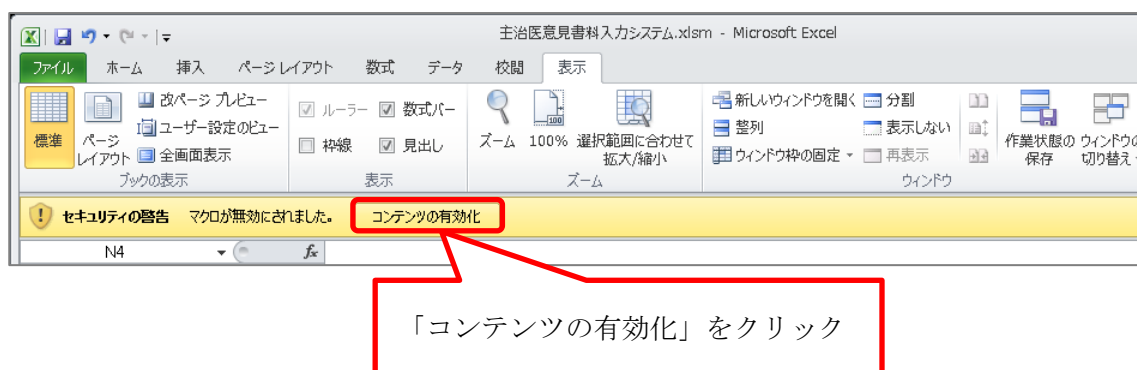 主治医意見書料入力システム.xlsm - Microsoft Excel
ファイル ホーム 挿入 ページ レイアウト 数式 データ 校閲 表示
標準
ページ
レイアウト
改ページ プレビュー
ユーザー設定のビュー
全画面表示
ブックの表示
ルーラー 数式バー
枠線 見出し
表示
ズーム
100
100%
選択範囲に合わせて
拡大/縮小
ズーム
新しいウィンドウを開く
整列
ウィンドウ枠の固定
分割
表示しない
再表示
作業状態の
保存
ウィンドウの
切り替え
ウィンドウ
セキュリティの警告 マクロが無効にされました。 コンテンツの有効化
N4 fx
「コンテンツの有効化」をクリック